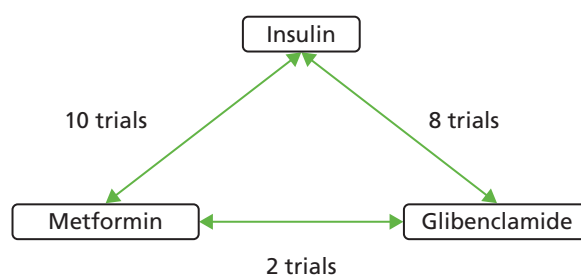 Insulin
10 trials
8 trials
Metformin
Glibenclamide
2 trials